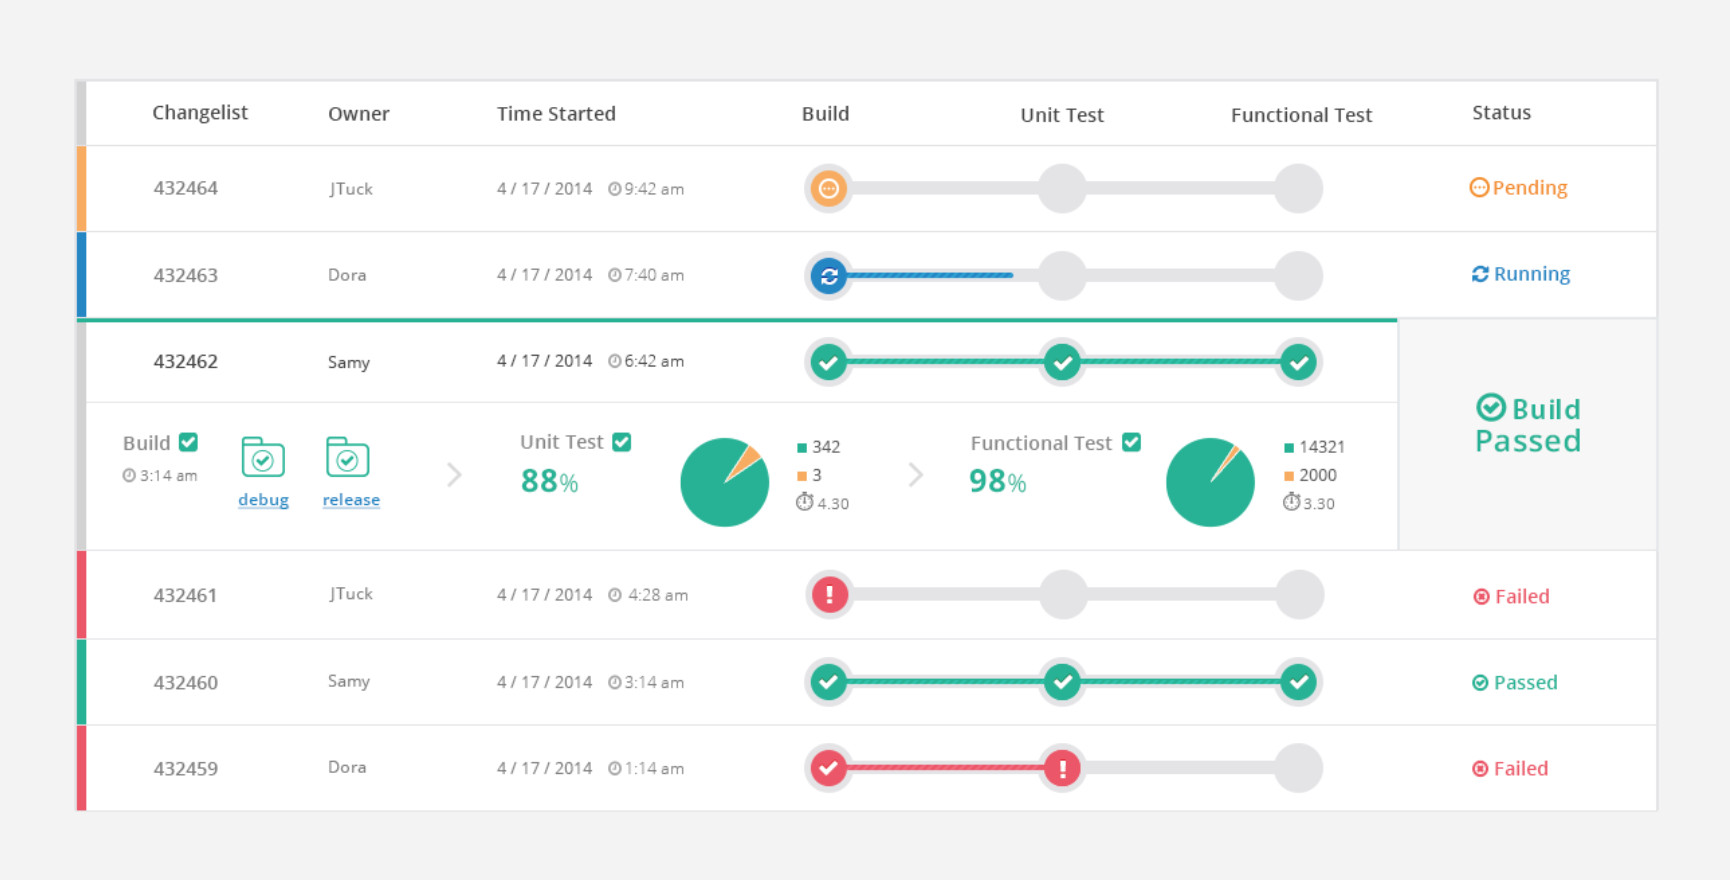 Changelist Owner Time Started Build Unit Test Functional Test Status
432464 JTuck 4 / 17 / 2014 9:42 am Pending
432463 Dora 4 / 17 / 2014 7:40 am Running
432462 Samy 4 / 17 / 2014 6:42 am
Build
3:14 am
debug
release
Unit Test
88%
342
3
4.30
Functional Test
98%
14321
2000
3.30
Build
Passed
432461 JTuck 4 / 17 / 2014 4:28 am Failed
432460 Samy 4 / 17 / 2014 3:14 am Passed
432459 Dora 4 / 17 / 2014 1:14 am Failed